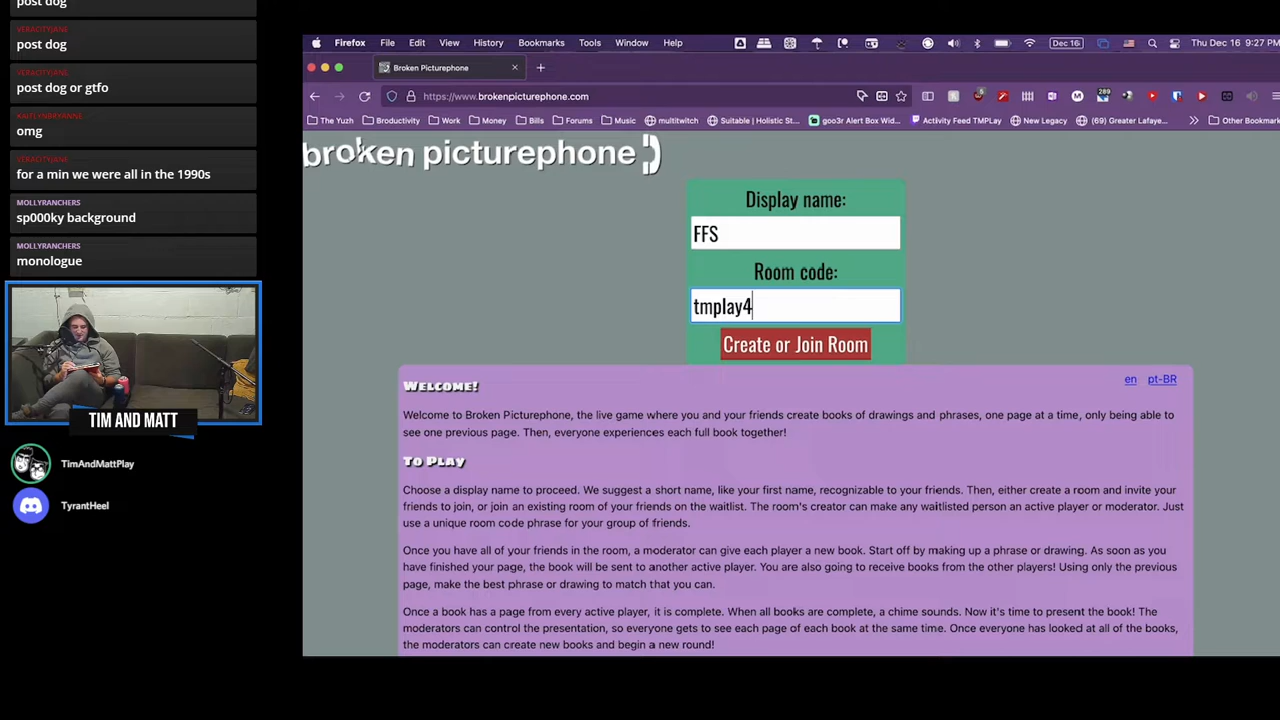 post dog
VERACITYJANE
post dog
VERACITYJANE
post dog or gtfo
KAITLYNBRYANNE
omg
VERACITYJANE
for a min we were all in the 1990s
MOLLYRANCHERS
sp000ky background
MOLLYRANCHERS
monologue
TIM AND MATT
TimAndMattPlay
TyrantHeel
Firefox File Edit View History Bookmarks Tools Window Help Dec 16 Thu Dec 16 9:27 PM
Broken Picturephone
https://www.brokenpicturephone.com 289
The Yuzh Broductivity Work Money Bills Forums Music multitwitch Suitable | Holistic St... goo3r Alert Box Wid... Activity Feed TMPLay New Legacy (69) Greater Lafaye... Other Bookmarks
broken picturephone
Display name:
FFS
Room code:
tmplay4
Create or Join Room
en pt-BR
Welcome!
Welcome to Broken Picturephone, the live game where you and your friends create books of drawings and phrases, one page at a time, only being able to
see one previous page. Then, everyone experiences each full book together!
To Play
Choose a display name to proceed. We suggest a short name, like your first name, recognizable to your friends. Then, either create a room and invite your
friends to join, or join an existing room of your friends on the waitlist. The room's creator can make any waitlisted person an active player or moderator. Just
use a unique room code phrase for your group of friends.
Once you have all of your friends in the room, a moderator can give each player a new book. Start off by making up a phrase or drawing. As soon as you
have finished your page, the book will be sent to another active player. You are also going to receive books from the other players! Using only the previous
page, make the best phrase or drawing to match that you can.
Once a book has a page from every active player, it is complete. When all books are complete, a chime sounds. Now it's time to present the book! The
moderators can control the presentation, so everyone gets to see each page of each book at the same time. Once everyone has looked at all of the books,
the moderators can create new books and begin a new round!